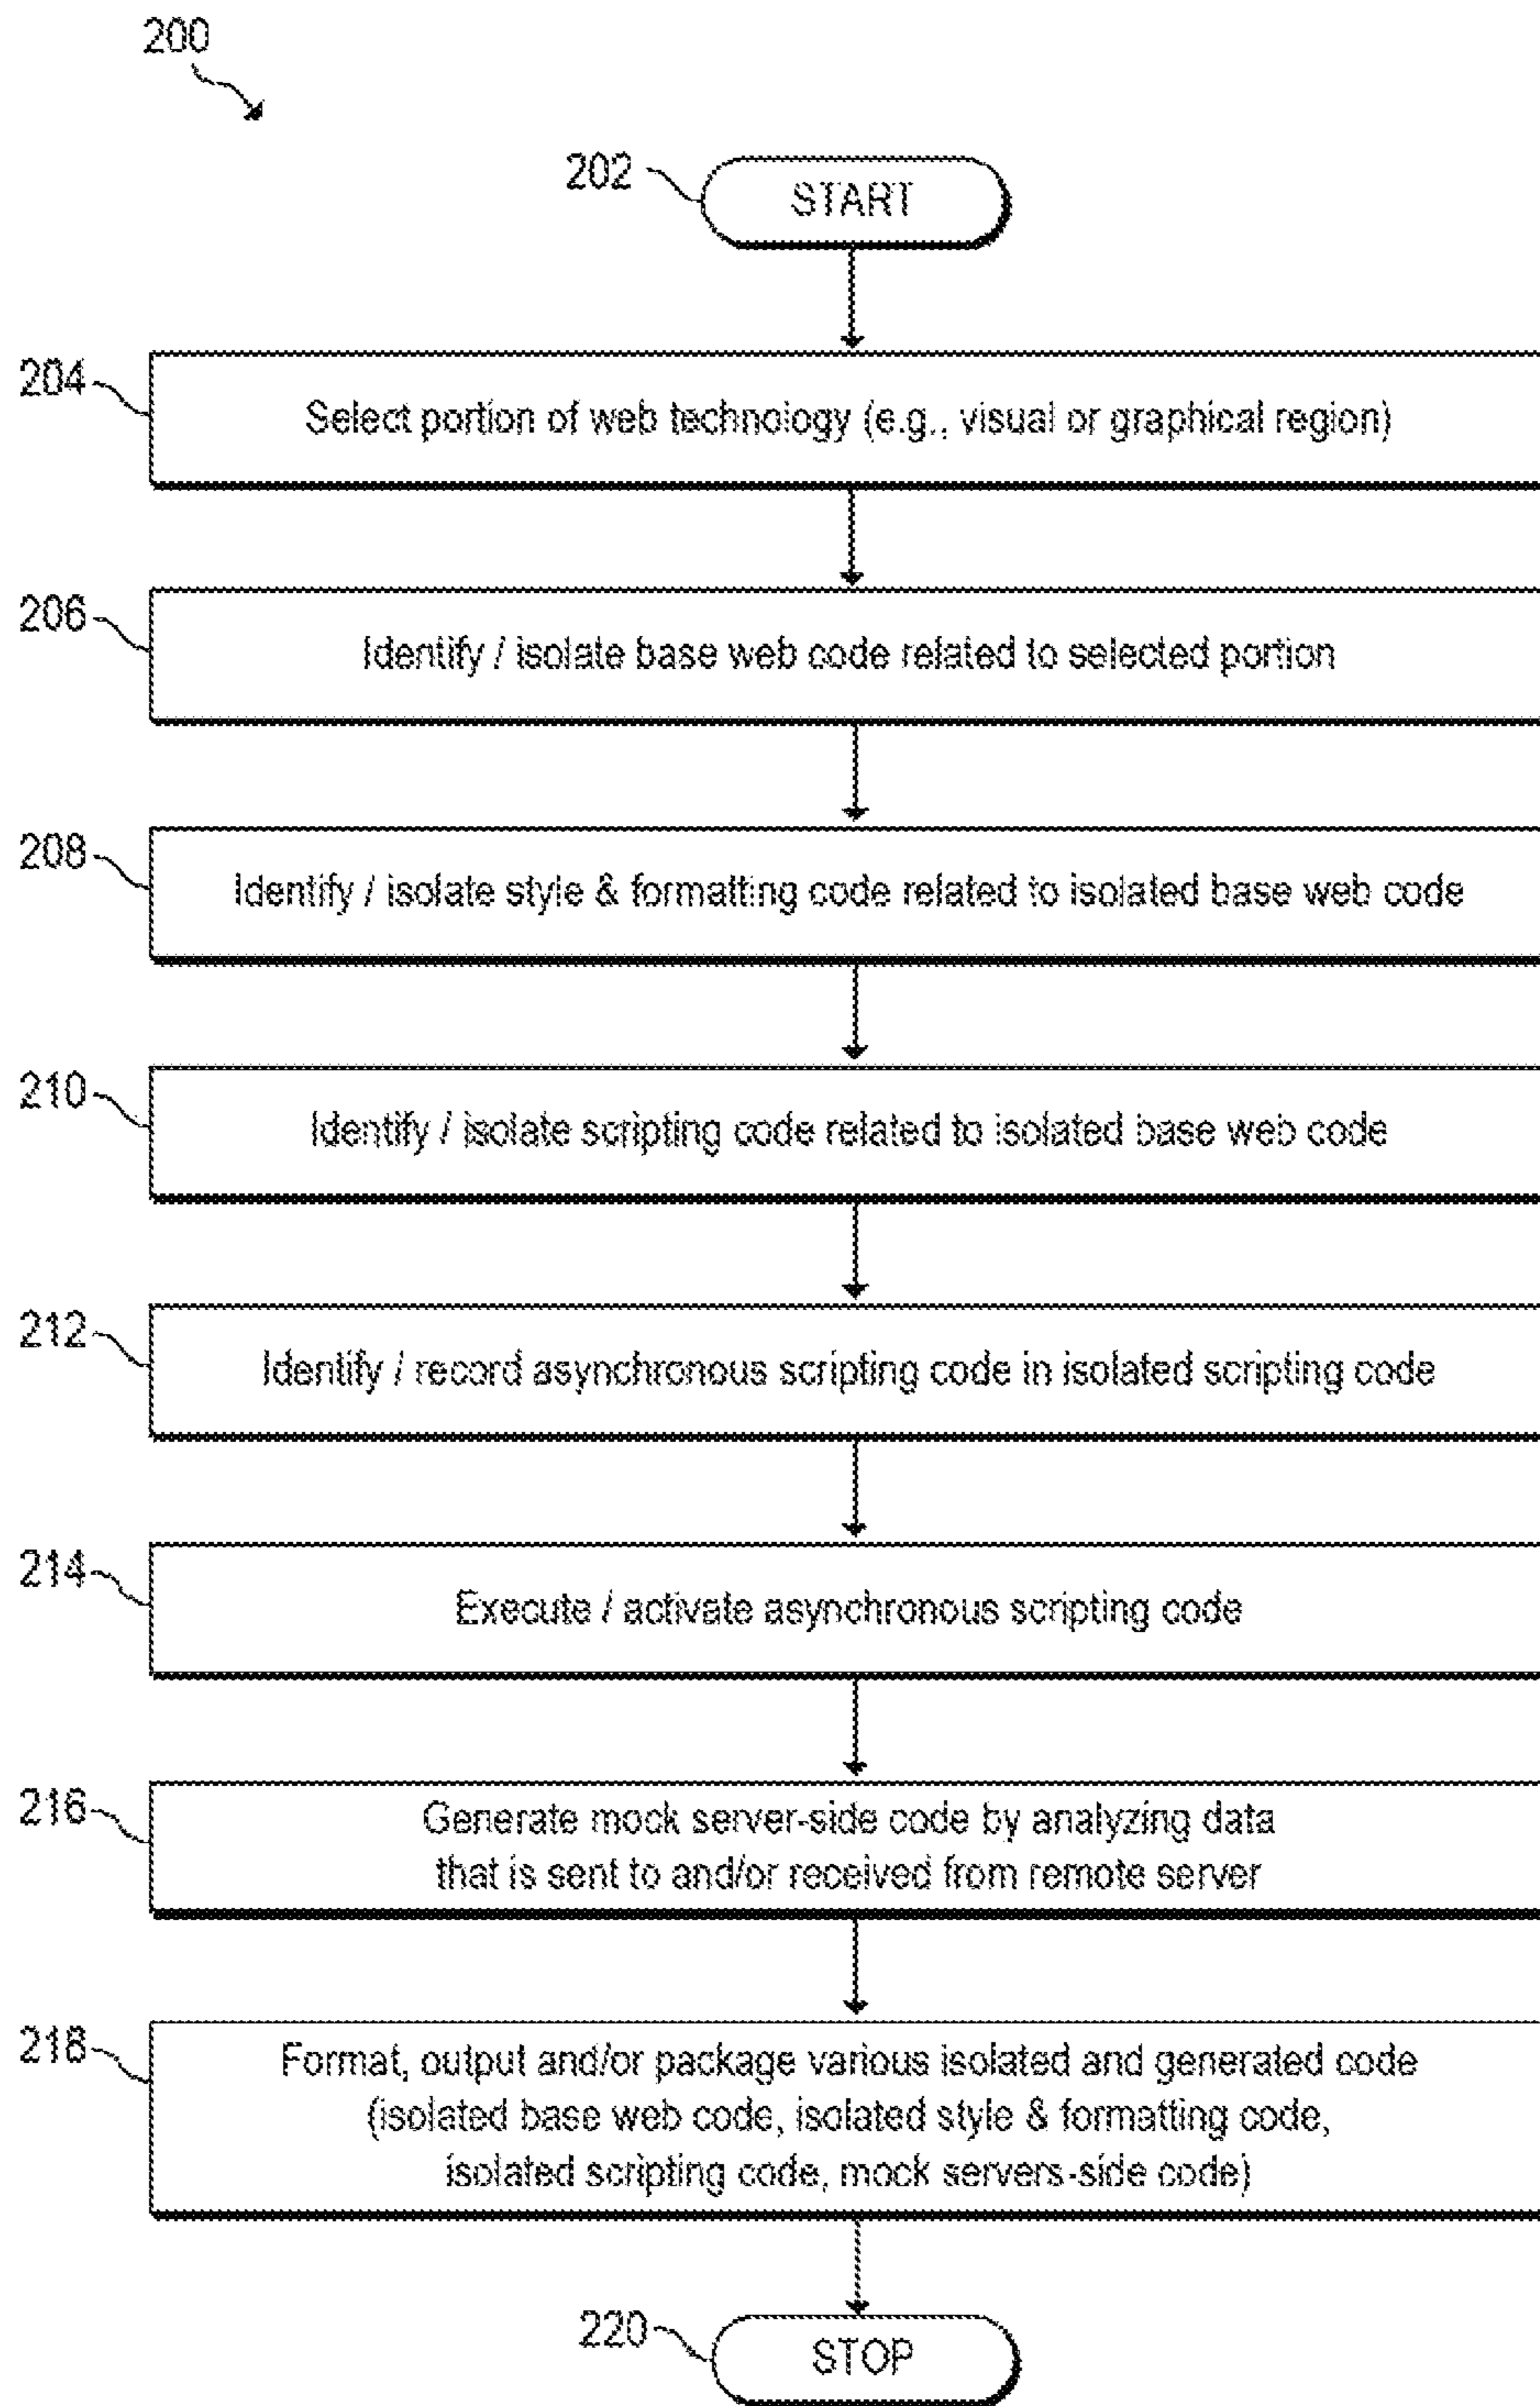 200
202
START
204
Select portion of web technology (e.g., visual or graphical region)
206
Identify / isolate base web code related to selected portion
208
Identify / isolate style & formatting code related to isolated base web code
210
Identify / isolate scripting code related to isolated base web code
212
Identify / record asynchronous scripting code in isolated scripting code
214
Execute / activate asynchronous scripting code
216
Generate mock server-side code by analyzing data
that is sent to and/or received from remote server
218
Format, output and/or package various isolated and generated code
(isolated base web code, isolated style & formatting code,
isolated scripting code, mock servers-side code)
220
STOP